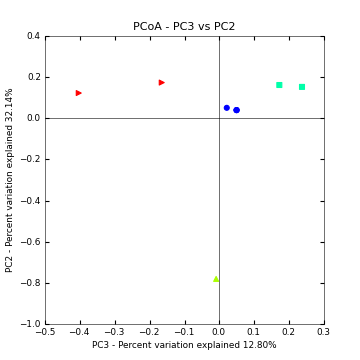 PCoA - PC3 vs PC2
0.4
0.2
0.0
−0.2
−0.4
−0.6
−0.8
−1.0
−0.5 −0.4 −0.3 −0.2 −0.1 0.0 0.1 0.2 0.3
PC3 - Percent variation explained 12.80%
PC2 - Percent variation explained 32.14%